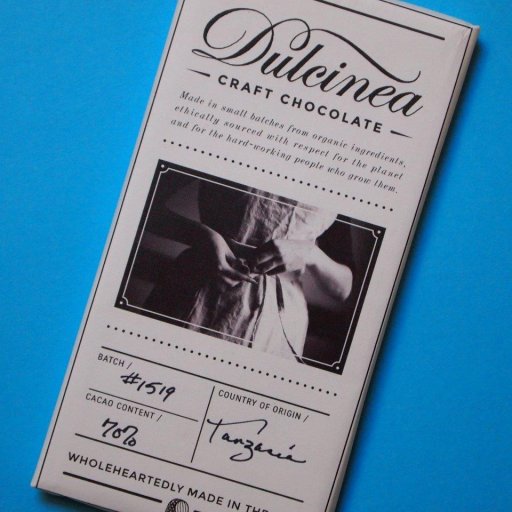 Dulcinea
CRAFT CHOCOLATE
Made in small batches from organic ingredients,
ethically sourced with respect for the planet
and for the hard-working people who grow them.
BATCH /
#1519
COUNTRY OF ORIGIN /
Tanzania
CACAO CONTENT /
70%
WHOLEHEARTEDLY MADE IN THE